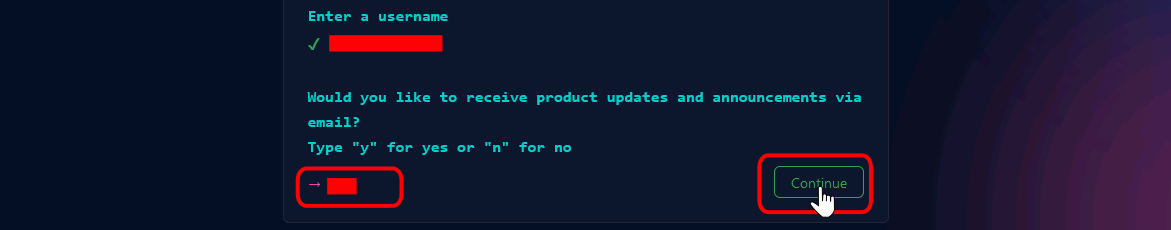 Enter a username
✓
Would you like to receive product updates and announcements via
email?
Type "y" for yes or "n" for no
→
Continue